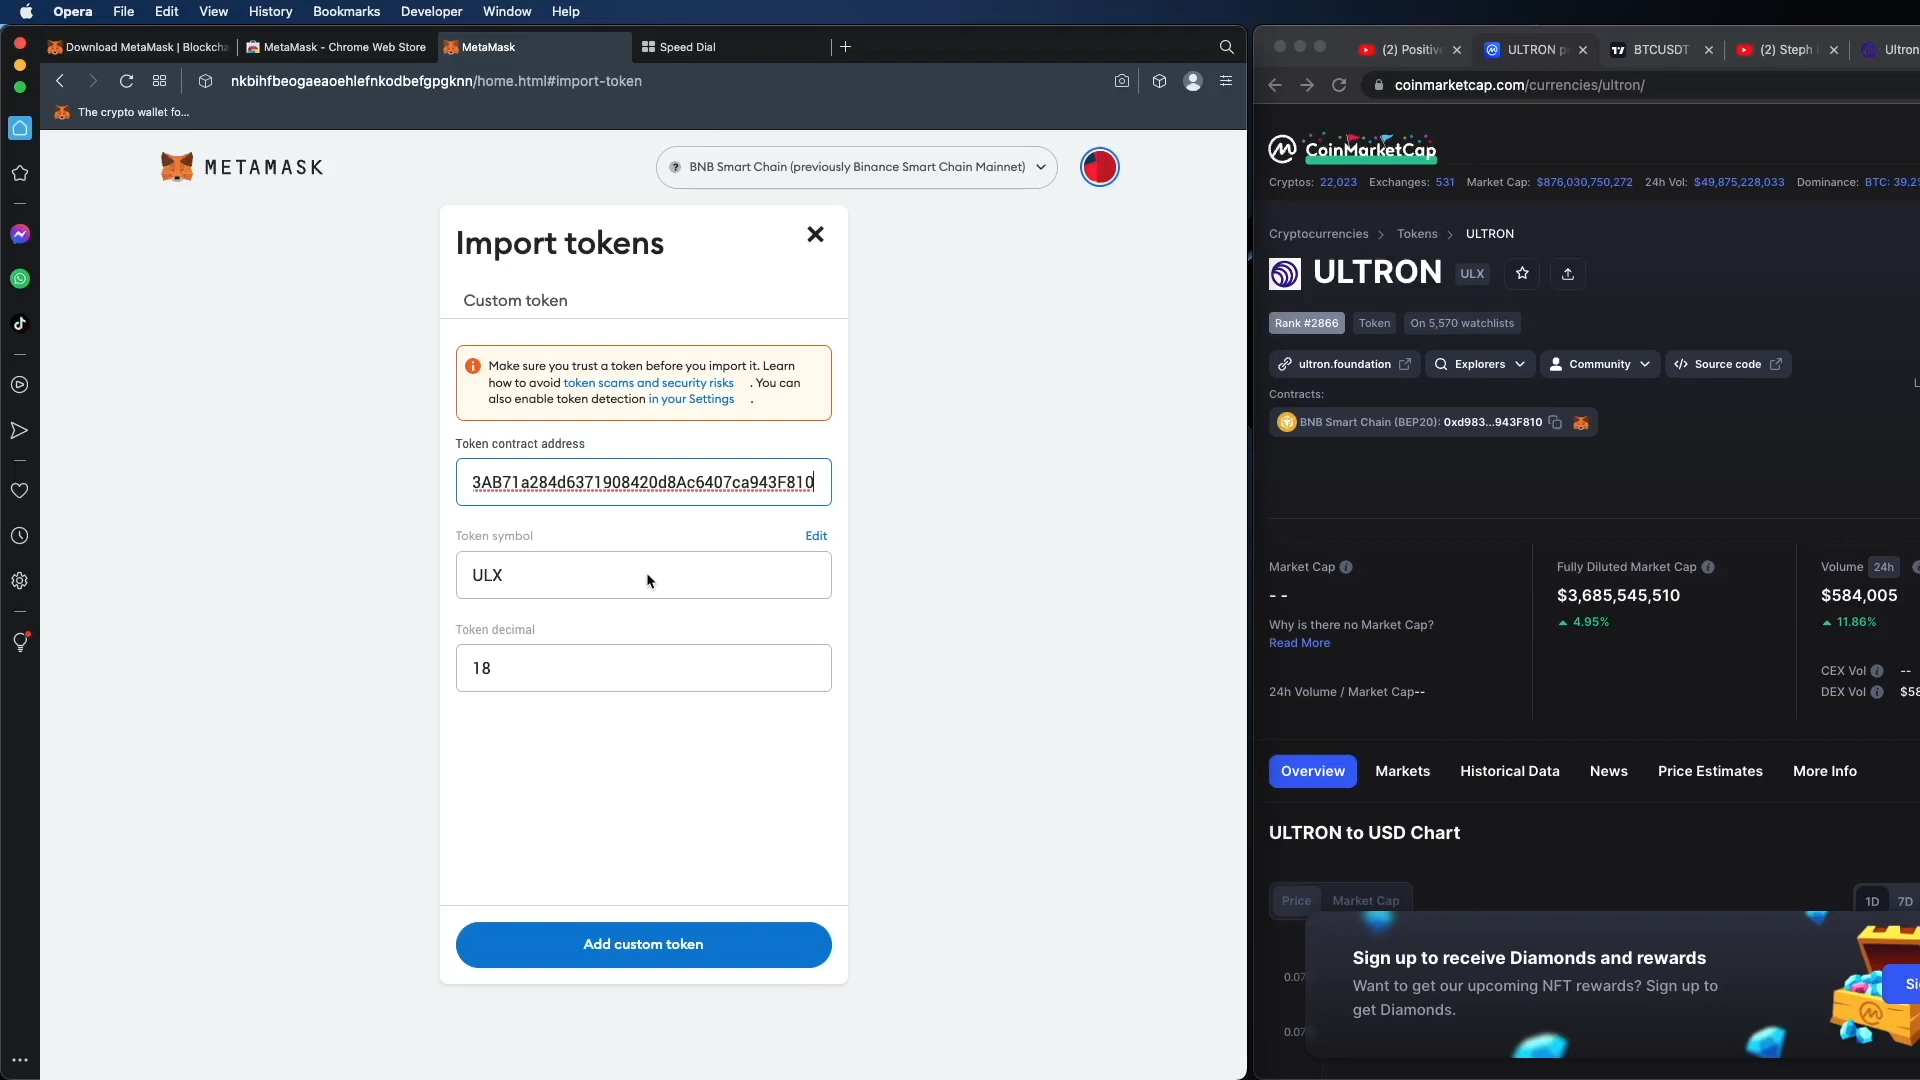 Opera File Edit View History Bookmarks Developer Window Help
Download MetaMask | Blockcha
MetaMask - Chrome Web Store
MetaMask
Speed Dial
nkbihfbeogaeaoehlefnkodbefgpgknn/home.html#import-token
The crypto wallet fo...
METAMASK
BNB Smart Chain (previously Binance Smart Chain Mainnet)
Import tokens
Custom token
Make sure you trust a token before you import it. Learn
how to avoid token scams and security risks . You can
also enable token detection in your Settings .
Token contract address
3AB71a284d6371908420d8Ac6407ca943F810
Token symbol
Edit
ULX
Token decimal
18
Add custom token
(2) Positive
ULTRON p
BTCUSDT
(2) Steph
Ultron
coinmarketcap.com/currencies/ultron/
CoinMarketCap
Cryptos: 22,023 Exchanges: 531 Market Cap: $876,030,750,272 24h Vol: $49,875,228,033 Dominance: BTC: 39.2
Cryptocurrencies > Tokens > ULTRON
ULTRON ULX
Rank #2866 Token On 5,570 watchlists
ultron.foundation Explorers Community Source code
Contracts:
BNB Smart Chain (BEP20): 0xd983...943F810
Market Cap
- -
Why is there no Market Cap?
Read More
24h Volume / Market Cap--
Fully Diluted Market Cap
$3,685,545,510
4.95%
Volume 24h
$584,005
11.86%
CEX Vol --
DEX Vol $58
Overview Markets Historical Data News Price Estimates More Info
ULTRON to USD Chart
Price Market Cap
1D 7D
0.07
0.07
Sign up to receive Diamonds and rewards
Want to get our upcoming NFT rewards? Sign up to
get Diamonds.
Si